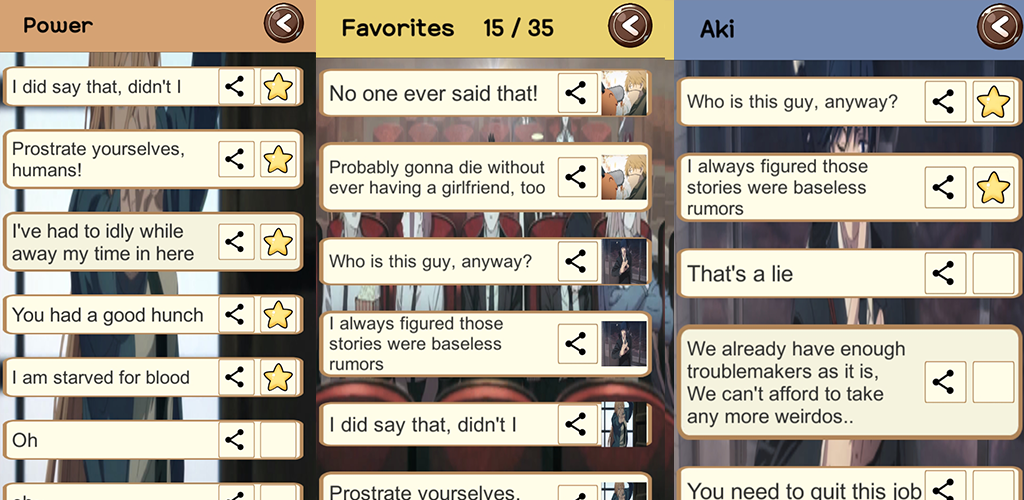 Power
I did say that, didn't I
Prostrate yourselves,
humans!
I've had to idly while
away my time in here
You had a good hunch
I am starved for blood
Oh
Favorites 15 / 35
No one ever said that!
Probably gonna die without
ever having a girlfriend, too
Who is this guy, anyway?
I always figured those
stories were baseless
rumors
I did say that, didn't I
Prostrate yourselves,
Aki
Who is this guy, anyway?
I always figured those
stories were baseless
rumors
That's a lie
We already have enough
troublemakers as it is,
We can't afford to take
any more weirdos..
You need to quit this job